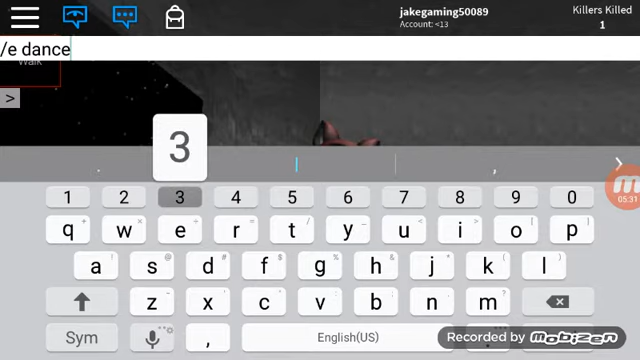 jakegaming50089
Account: <13
Killers Killed
1
/e dance
Walk
>
3
. | ,
1 2 3 4 5 6 7 8 9 0
q w e r t y u i o p
a s d f g h j k l
z x c v b n m
Sym , English(US)
05:31
Recorded by Mobizen